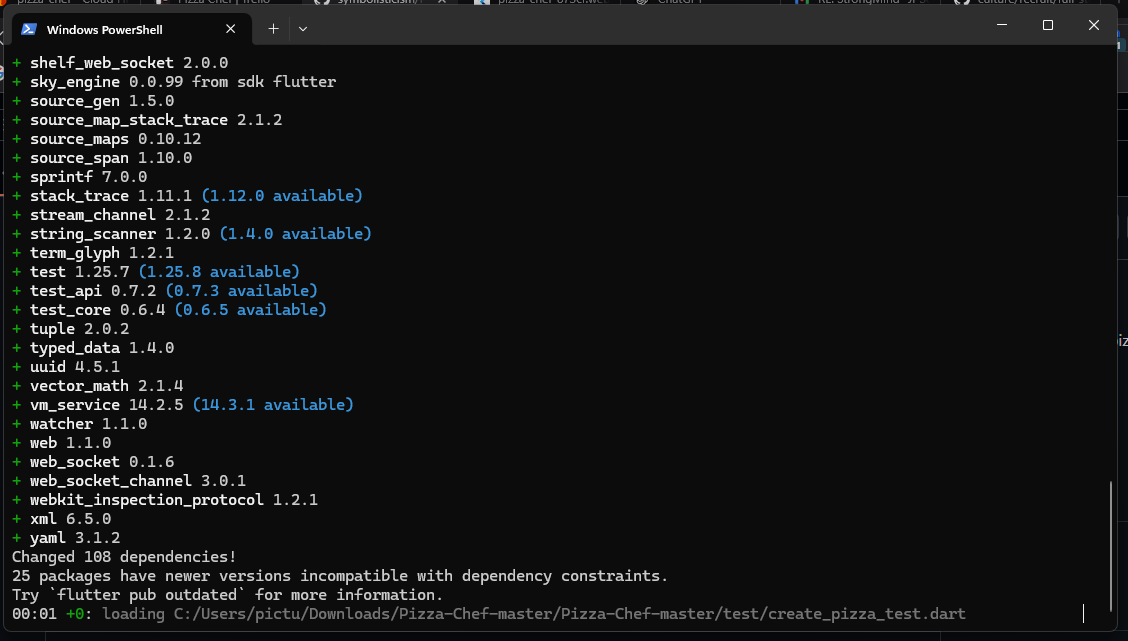 Windows PowerShell
+ shelf_web_socket 2.0.0
+ sky_engine 0.0.99 from sdk flutter
+ source_gen 1.5.0
+ source_map_stack_trace 2.1.2
+ source_maps 0.10.12
+ source_span 1.10.0
+ sprintf 7.0.0
+ stack_trace 1.11.1 (1.12.0 available)
+ stream_channel 2.1.2
+ string_scanner 1.2.0 (1.4.0 available)
+ term_glyph 1.2.1
+ test 1.25.7 (1.25.8 available)
+ test_api 0.7.2 (0.7.3 available)
+ test_core 0.6.4 (0.6.5 available)
+ tuple 2.0.2
+ typed_data 1.4.0
+ uuid 4.5.1
+ vector_math 2.1.4
+ vm_service 14.2.5 (14.3.1 available)
+ watcher 1.1.0
+ web 1.1.0
+ web_socket 0.1.6
+ web_socket_channel 3.0.1
+ webkit_inspection_protocol 1.2.1
+ xml 6.5.0
+ yaml 3.1.2
Changed 108 dependencies!
25 packages have newer versions incompatible with dependency constraints.
Try `flutter pub outdated` for more information.
00:01 +0: loading C:/Users/pictu/Downloads/Pizza-Chef-master/Pizza-Chef-master/test/create_pizza_test.dart